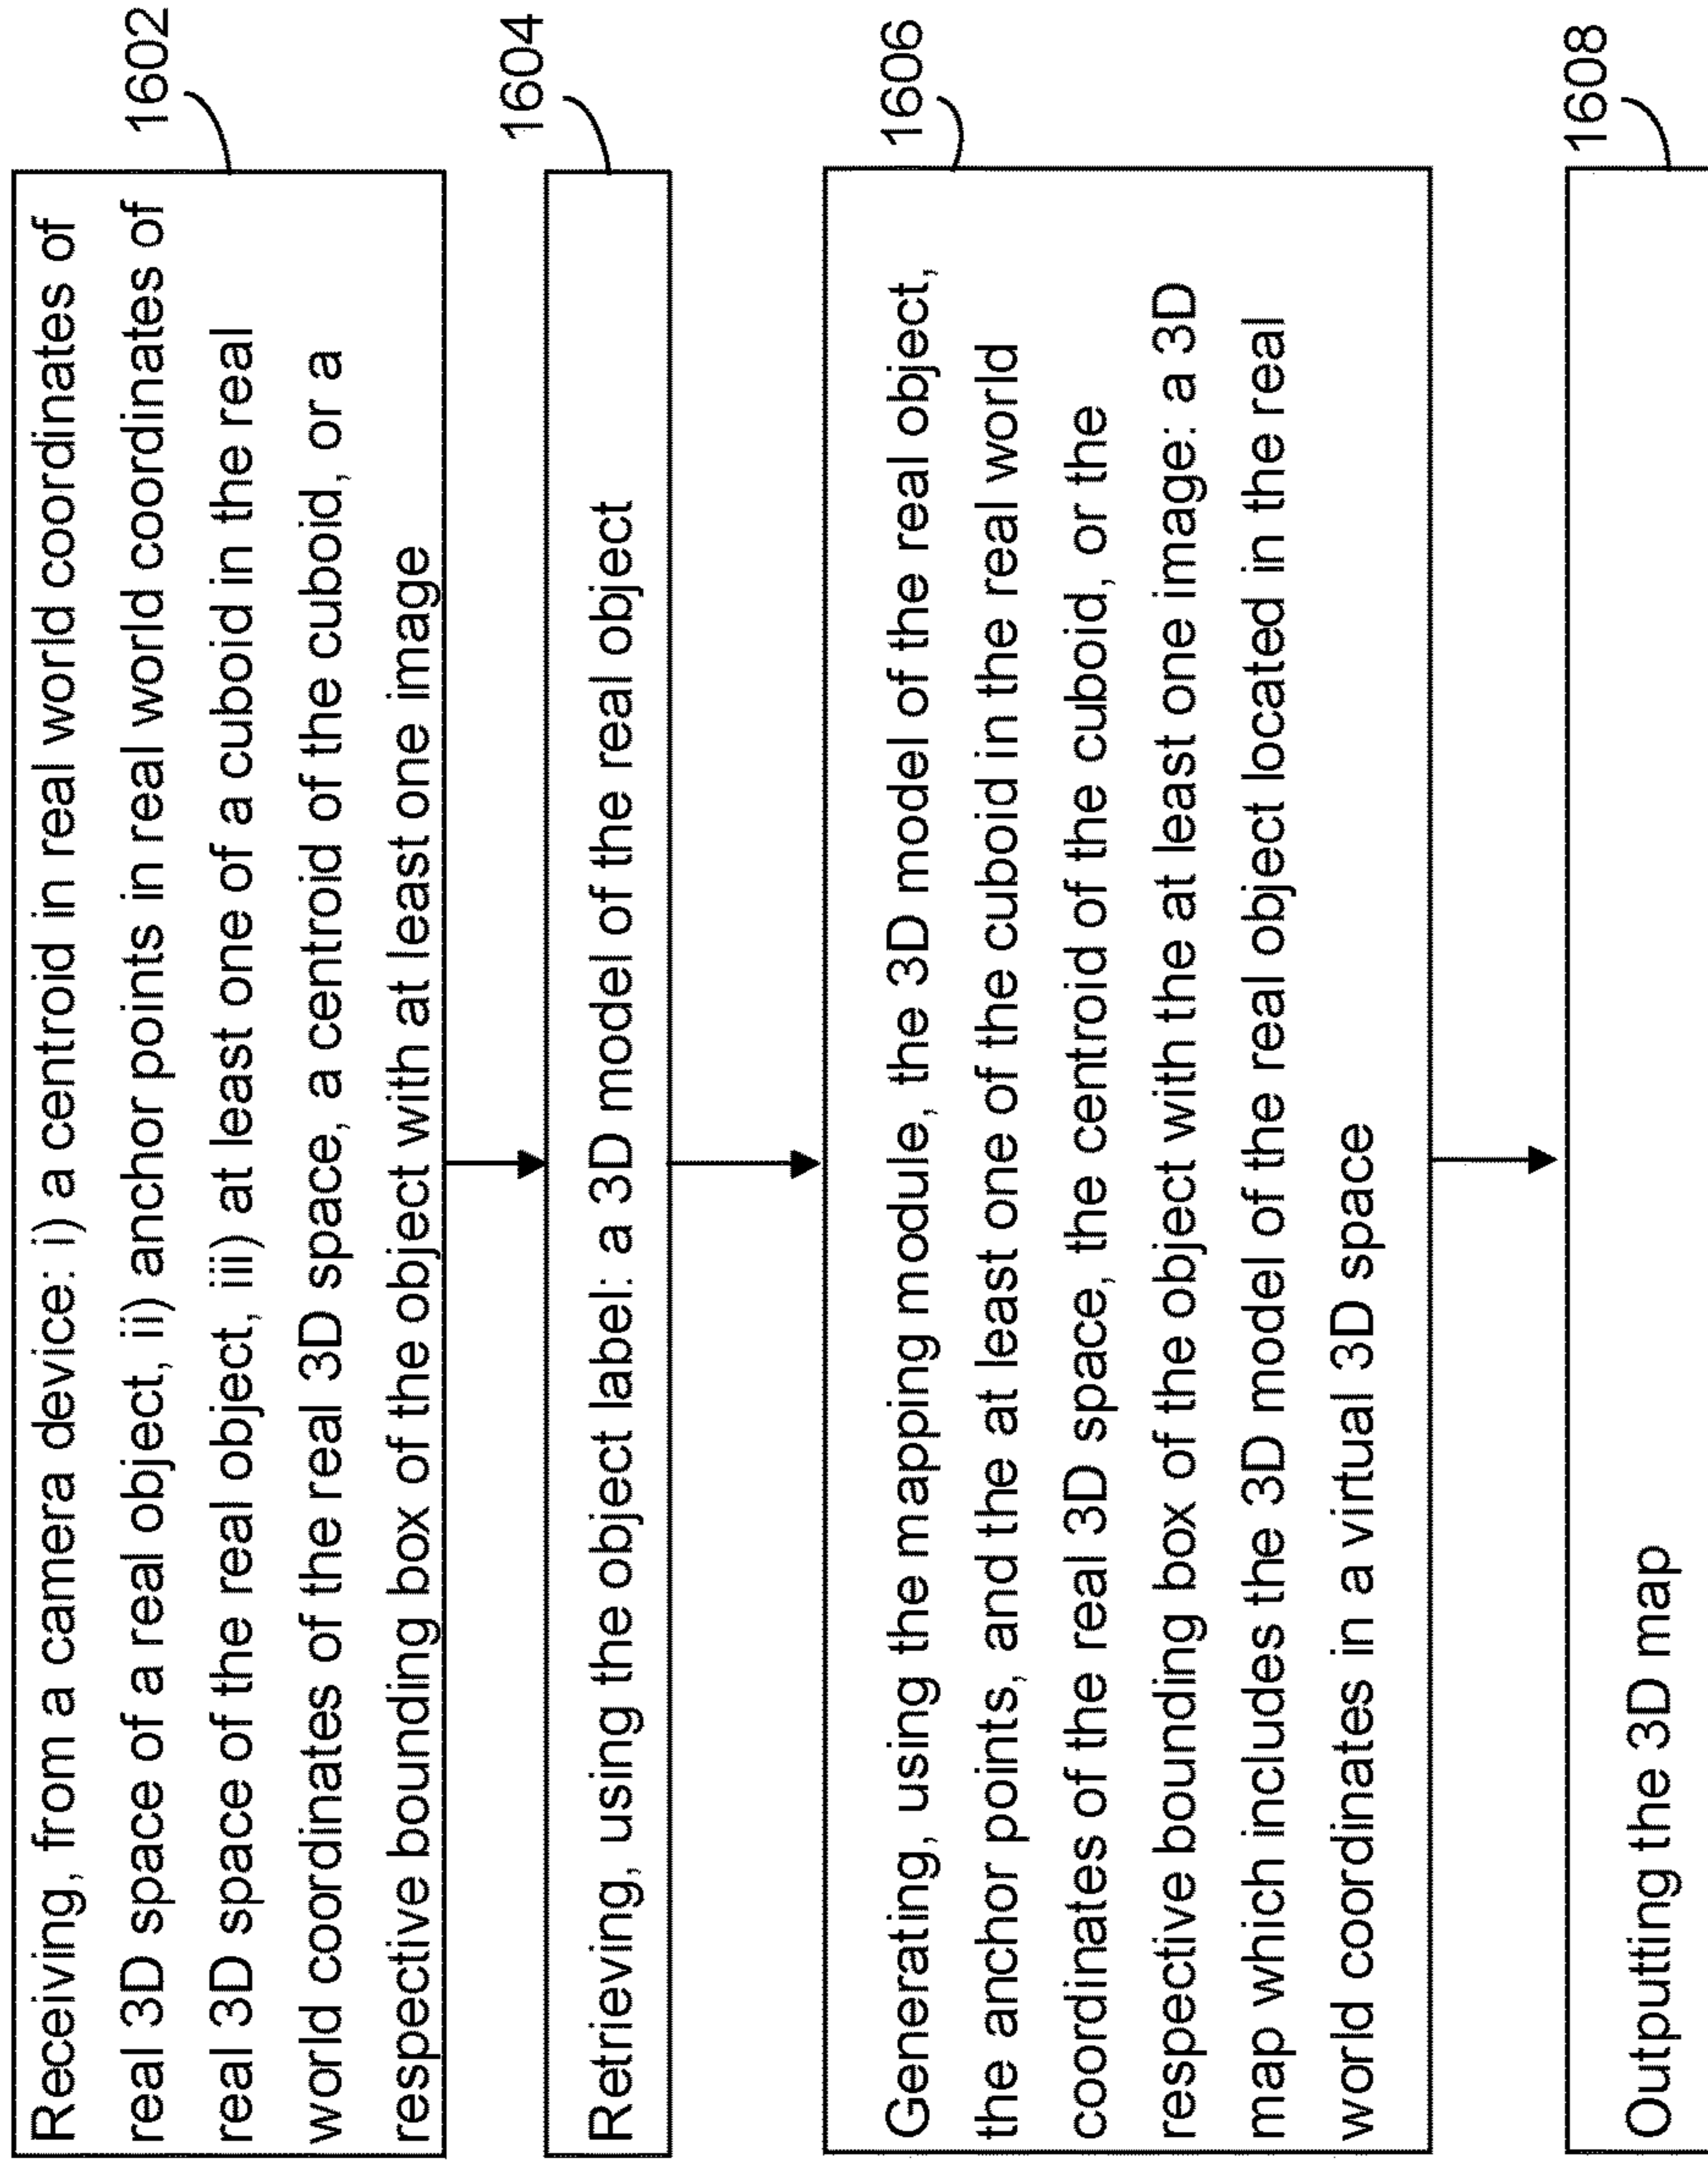 Receiving, from a camera device: i) a centroid in real world coordinates of
real 3D space of a real object, ii) anchor points in real world coordinates of
real 3D space of the real object, iii) at least one of a cuboid in the real
world coordinates of the real 3D space, a centroid of the cuboid, or a
respective bounding box of the object with at least one image
1602
Retrieving, using the object label: a 3D model of the real object
1604
Generating, using the mapping module, the 3D model of the real object,
the anchor points, and the at least one of the cuboid in the real world
coordinates of the real 3D space, the centroid of the cuboid, or the
respective bounding box of the object with the at least one image: a 3D
map which includes the 3D model of the real object located in the real
world coordinates in a virtual 3D space
1606
Outputting the 3D map
1608